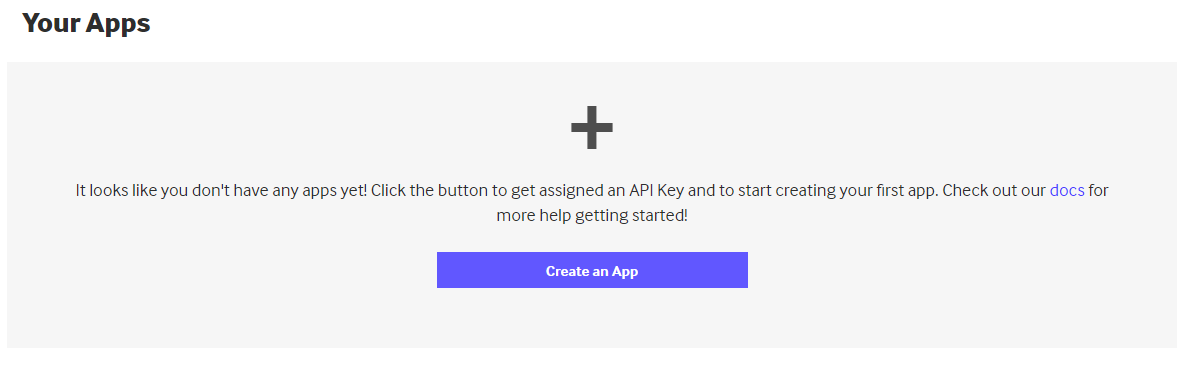 Your Apps
It looks like you don't have any apps yet! Click the button to get assigned an API Key and to start creating your first app. Check out our docs for
more help getting started!
Create an App